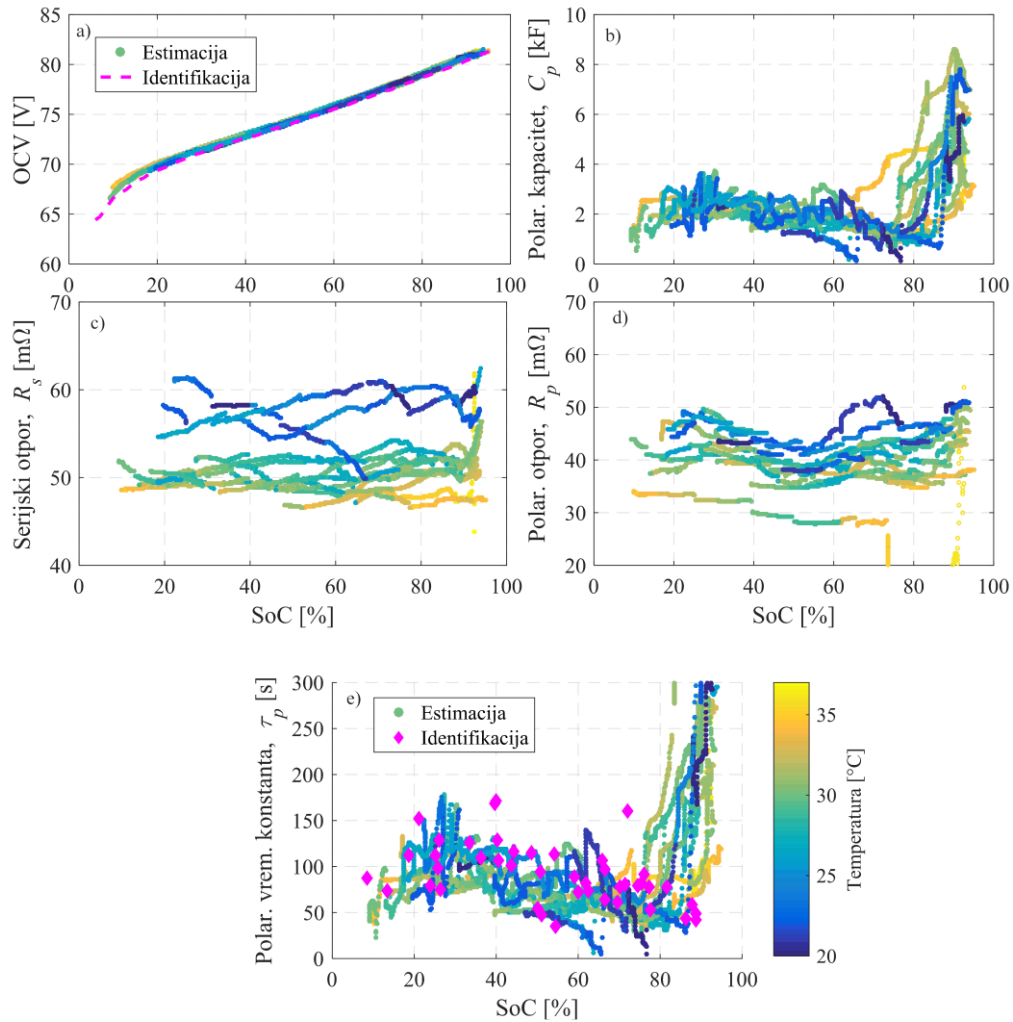 a)
Estimacija
Identifikacija
OCV [V]
85
80
75
70
65
60
0 20 40 60 80 100
b)
Polar. kapacitet, C_p [kF]
10
8
6
4
2
0
0 20 40 60 80 100
c)
Serijski otpor, R_s [mΩ]
70
60
50
40
0 20 40 60 80 100
SoC [%]
d)
Polar. otpor, R_p [mΩ]
70
60
50
40
30
20
0 20 40 60 80 100
SoC [%]
e)
Estimacija
Identifikacija
Polar. vrem. konstanta, τ_p [s]
300
250
200
150
100
50
0
0 20 40 60 80 100
SoC [%]
35
30
25
20
Temperatura [°C]